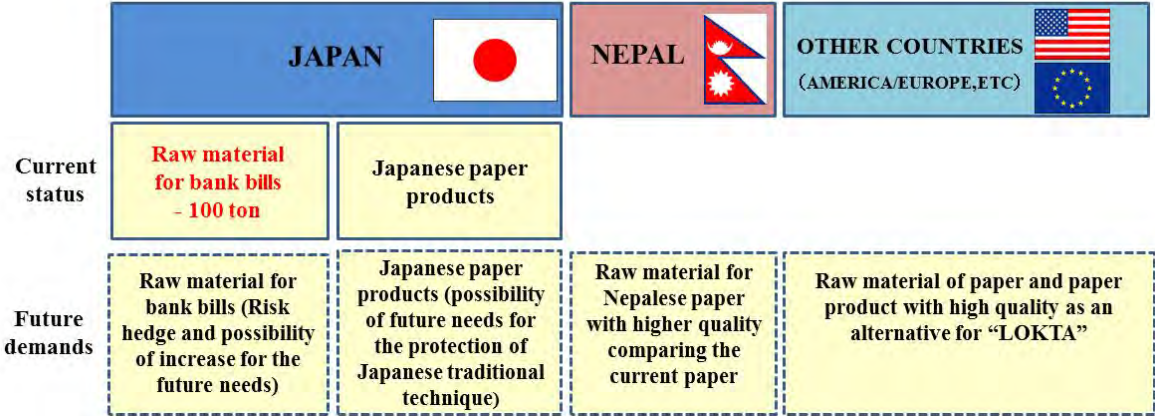 JAPAN
NEPAL
OTHER COUNTRIES
(AMERICA/EUROPE,ETC)
Current
status
Raw material
for bank bills
- 100 ton
Japanese paper
products
Future
demands
Raw material for
bank bills (Risk
hedge and possibility
of increase for the
future needs)
Japanese paper
products (possibility
of future needs for
the protection of
Japanese traditional
technique)
Raw material for
Nepalese paper
with higher quality
comparing the
current paper
Raw material of paper and paper
product with high quality as an
alternative for “LOKTA”